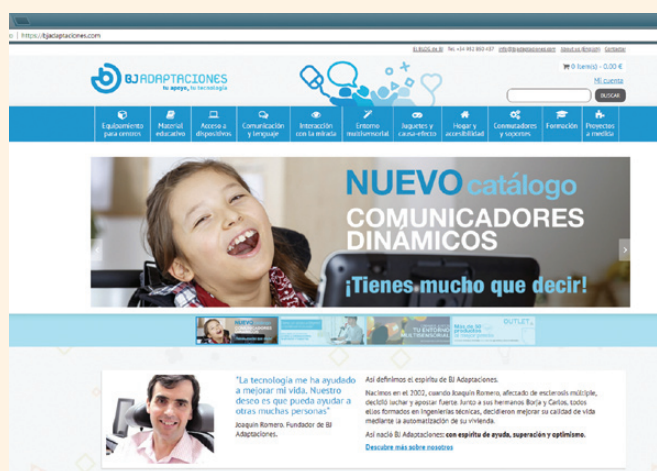 https://bjadaptaciones.com
El BLOG de BJ Tel. +34 902 893 437 info@bjadaptaciones.com About us (English) Contactar
0 item(s) - 0,00 €
Mi cuenta
BUSCAR
BJ ADAPTACIONES
tu apoyo, tu tecnología
Equipamiento para centros
Material educativo
Acceso a dispositivos
Comunicación y lenguaje
Interacción con la mirada
Entorno multisensorial
Juguetes y causa-efecto
Hogar y accesibilidad
Conmutadores y soportes
Formación
Proyectos a medida
NUEVO catálogo
COMUNICADORES
DINÁMICOS
¡Tienes mucho que decir!
NUEVO
TU ENTORNO
MULTISENSORIAL
OUTLET
"La tecnología me ha ayudado
a mejorar mi vida. Nuestro
deseo es que pueda ayudar a
otras muchas personas"
Joaquín Romero. Fundador de BJ
Adaptaciones.
Así definimos el espíritu de BJ Adaptaciones.
Nacimos en el 2002, cuando Joaquín Romero, afectado de esclerosis múltiple,
decidió luchar y apostar fuerte. Junto a sus hermanos Borja y Carlos, todos
ellos formados en ingenierías técnicas, decidieron mejorar su calidad de vida
mediante la automatización de su vivienda.
Así nació BJ Adaptaciones: con espíritu de ayuda, superación y optimismo.
Descubre más sobre nosotros